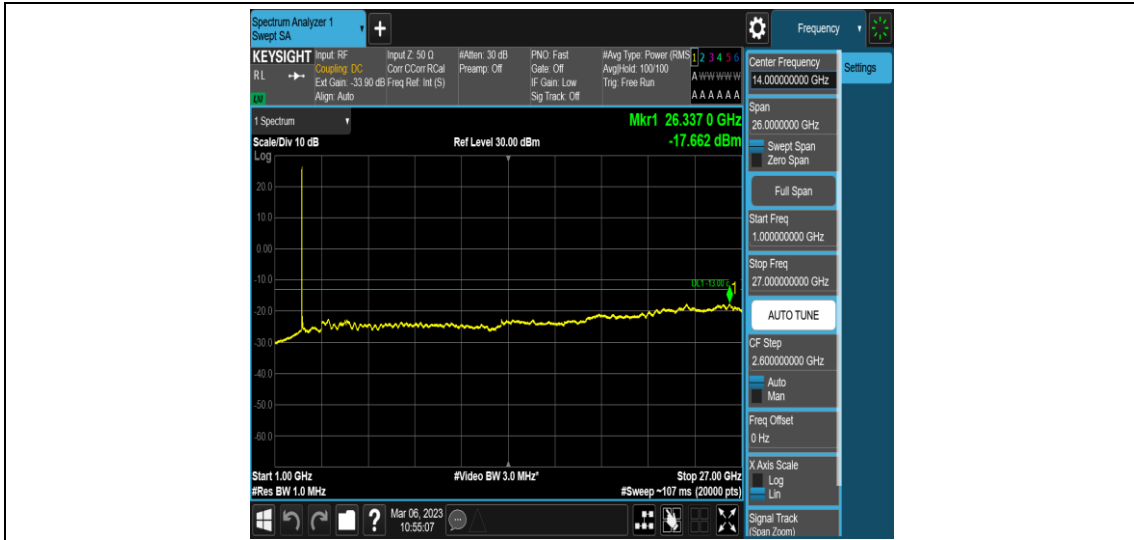 Spectrum Analyzer 1
Swept SA
Frequency
KEYSIGHT
RL
Input: RF
Coupling: DC
Ext Gain: -33.90 dB
Align: Auto
Input Z: 50 Ω
Corr CCorr RCal
Freq Ref: Int (S)
#Atten: 30 dB
Preamp: Off
PNO: Fast
Gate: Off
IF Gain: Low
Sig Track: Off
#Avg Type: Power (RMS
Avg|Hold: 100/100
Trig: Free Run
1 2 3 4 5 6
A W W W W W
A A A A A A
1 Spectrum
Scale/Div 10 dB
Log
Ref Level 30.00 dBm
Mkr1 26.337 0 GHz
-17.662 dBm
20.0
10.0
0.00
-10.0
-20.0
-30.0
-40.0
-50.0
-60.0
DL1 -13.00
1
Start 1.00 GHz
#Res BW 1.0 MHz
#Video BW 3.0 MHz*
Stop 27.00 GHz
#Sweep ~107 ms (20000 pts)
Mar 06, 2023
10:55:07
Settings
Center Frequency
14.000000000 GHz
Span
26.0000000 GHz
Swept Span
Zero Span
Full Span
Start Freq
1.000000000 GHz
Stop Freq
27.000000000 GHz
AUTO TUNE
CF Step
2.600000000 GHz
Auto
Man
Freq Offset
0 Hz
X Axis Scale
Log
Lin
Signal Track
(Span Zoom)